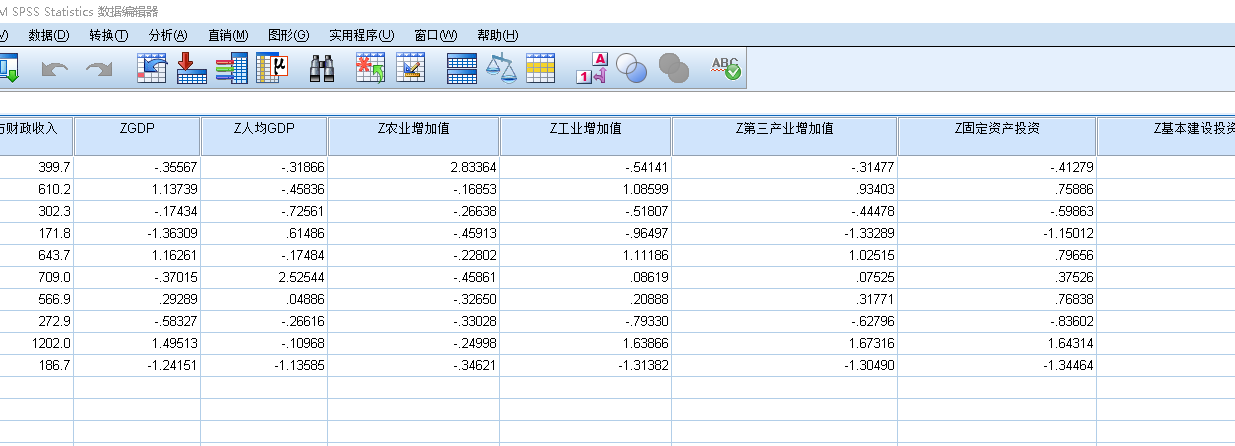 M SPSS Statistics 数据编辑器
V) 数据(D) 转换(T) 分析(A) 直销(M) 图形(G) 实用程序(U) 窗口(W) 帮助(H)
μ A 1 ABC
方财政收入 ZGDP Z人均GDP Z农业增加值 Z工业增加值 Z第三产业增加值 Z固定资产投资 Z基本建设投资
399.7 -.35567 -.31866 2.83364 -.54141 -.31477 -.41279
610.2 1.13739 -.45836 -.16853 1.08599 .93403 .75886
302.3 -.17434 -.72561 -.26638 -.51807 -.44478 -.59863
171.8 -1.36309 .61486 -.45913 -.96497 -1.33289 -1.15012
643.7 1.16261 -.17484 -.22802 1.11186 1.02515 .79656
709.0 -.37015 2.52544 -.45861 .08619 .07525 .37526
566.9 .29289 .04886 -.32650 .20888 .31771 .76838
272.9 -.58327 -.26616 -.33028 -.79330 -.62796 -.83602
1202.0 1.49513 -.10968 -.24998 1.63866 1.67316 1.64314
186.7 -1.24151 -1.13585 -.34621 -1.31382 -1.30490 -1.34464